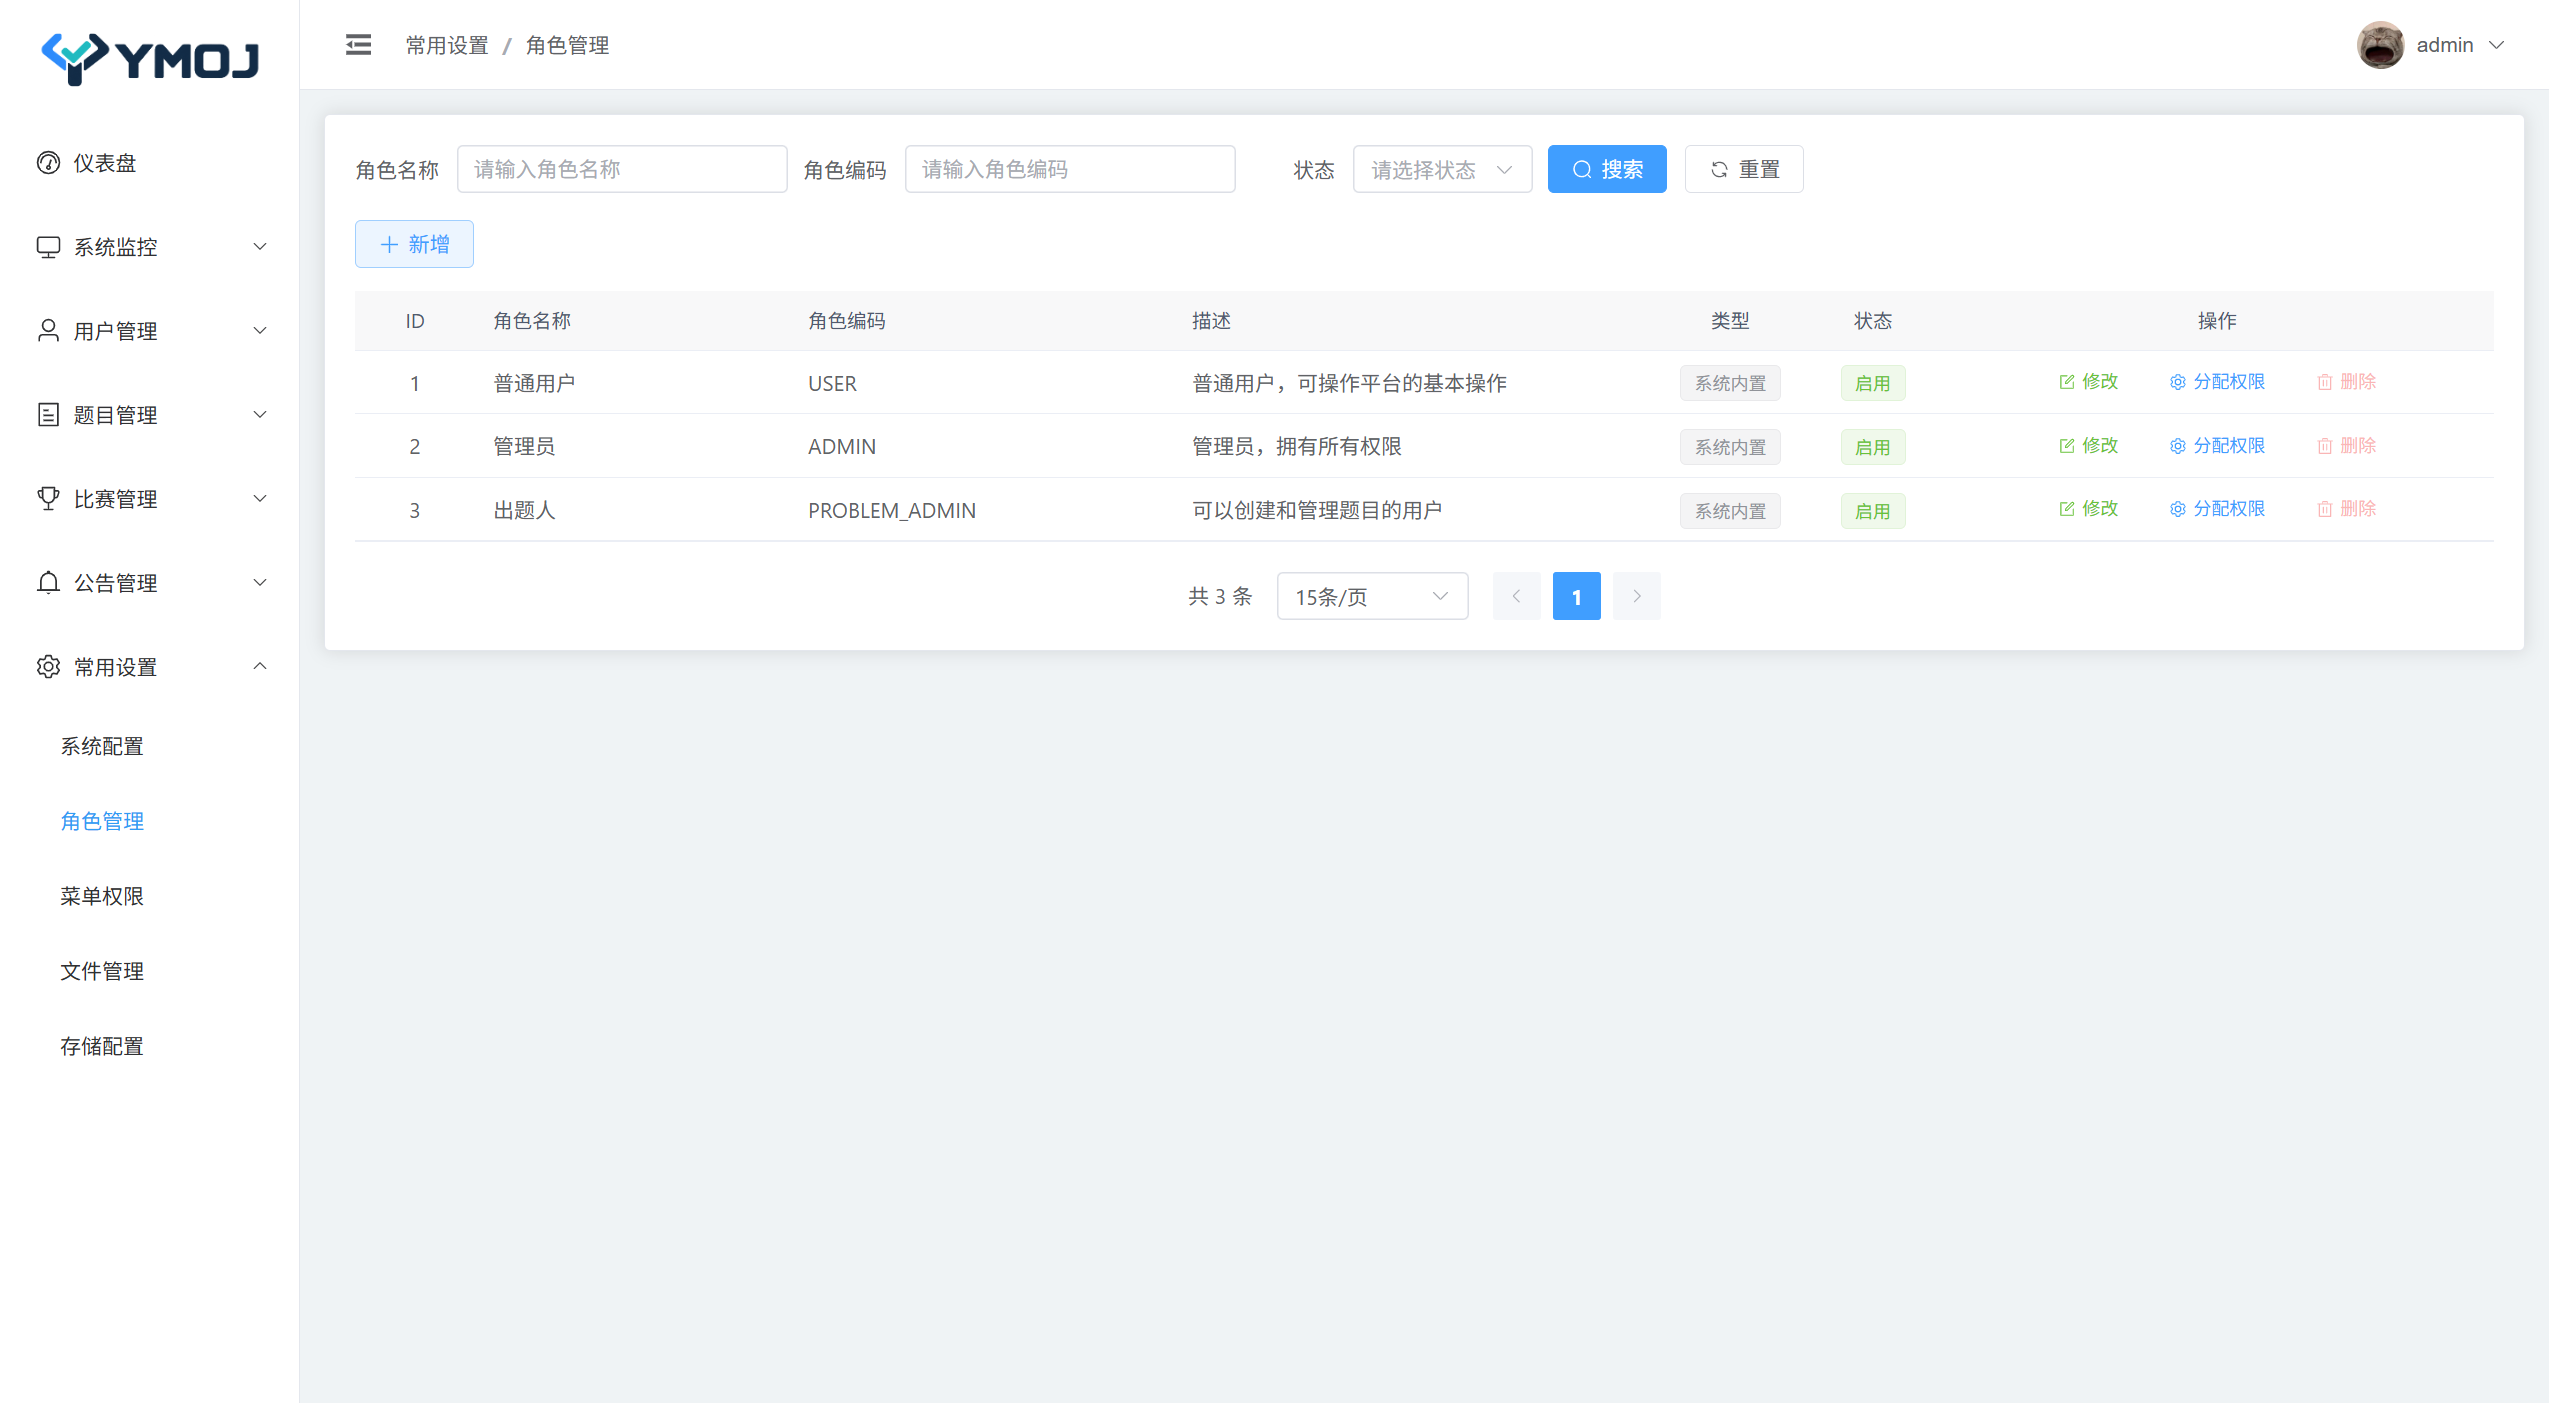 YMOJ
仪表盘
系统监控
用户管理
题目管理
比赛管理
公告管理
常用设置
系统配置
角色管理
菜单权限
文件管理
存储配置
常用设置 / 角色管理
admin
角色名称 请输入角色名称 角色编码 请输入角色编码 状态 请选择状态 搜索 重置
新增
ID 角色名称 角色编码 描述 类型 状态 操作
1 普通用户 USER 普通用户，可操作平台的基本操作 系统内置 启用 修改 分配权限 删除
2 管理员 ADMIN 管理员，拥有所有权限 系统内置 启用 修改 分配权限 删除
3 出题人 PROBLEM_ADMIN 可以创建和管理题目的用户 系统内置 启用 修改 分配权限 删除
共 3 条 15条/页 1